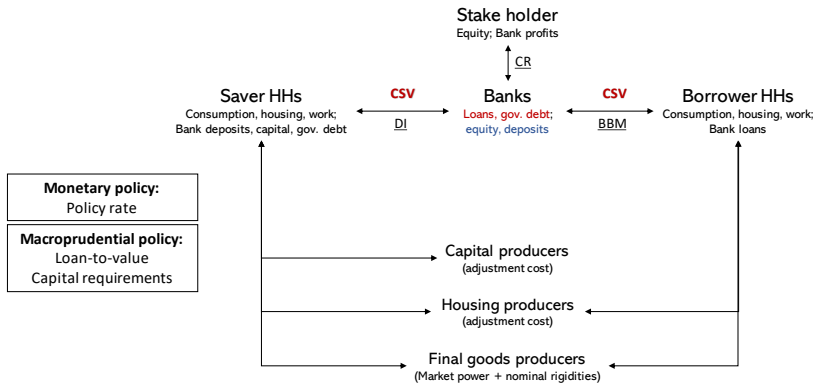 Stake holder
Equity; Bank profits
CR
Saver HHs
Consumption, housing, work;
Bank deposits, capital, gov. debt
CSV
DI
Banks
Loans, gov. debt;
equity, deposits
CSV
BBM
Borrower HHs
Consumption, housing, work;
Bank loans
Monetary policy:
Policy rate
Macroprudential policy:
Loan-to-value
Capital requirements
Capital producers
(adjustment cost)
Housing producers
(adjustment cost)
Final goods producers
(Market power + nominal rigidities)